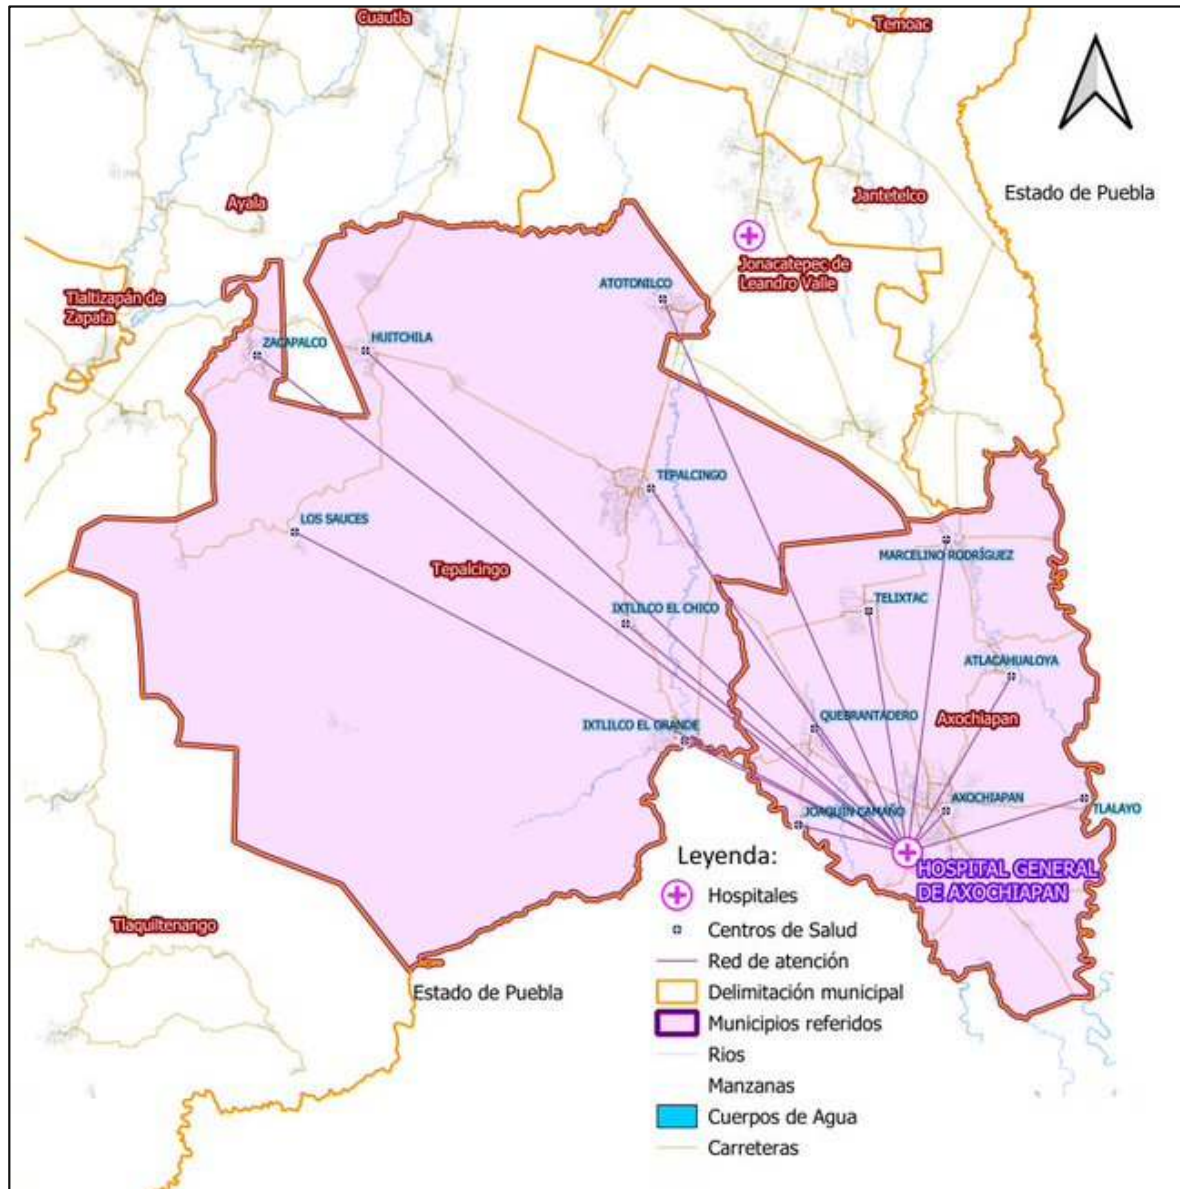 Cuautla
Temoac
Estado de Puebla
Ayala
Jantetelco
Jonacatepec de
Leandro Valle
Tlaltizapán de
Zapata
ATOTONILCO
ZACAPALCO
HUITCHILA
TEPALCINGO
LOS SAUCES
MARCELINO RODRÍGUEZ
Tepalcingo
TELIXTAC
IXTLILCO EL CHICO
ATLACAHUALOYA
QUEBRANTADERO
Axochiapan
IXTLILCO EL GRANDE
AXOCHIAPAN
TLALAYO
JOAQUÍN CAMAÑO
HOSPITAL GENERAL
DE AXOCHIAPAN
Tlaquiltenango
Estado de Puebla
Leyenda:
Hospitales
Centros de Salud
Red de atención
Delimitación municipal
Municipios referidos
Rios
Manzanas
Cuerpos de Agua
Carreteras